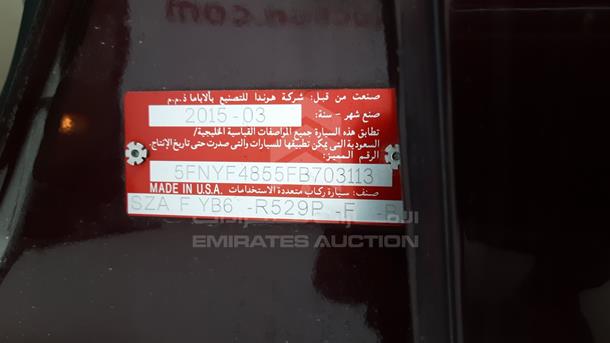 صنعت من قبل: شركة هوندا للتصنيع بألاباما ذ.م.م
صنع شهر - سنة: 2015-03
تطابق هذه السيارة جميع المواصفات القياسية الخليجية/
السعودية التي يمكن تطبيقها للسيارات والتي صدرت حتى تاريخ الإنتاج.
الرقم المميز:
5FNYF4855FB703113
صنف: سيارة ركاب متعددة الاستخدامات MADE IN U.S.A.
SZA F YB6 -R529P -F -B
EMIRATES AUCTION